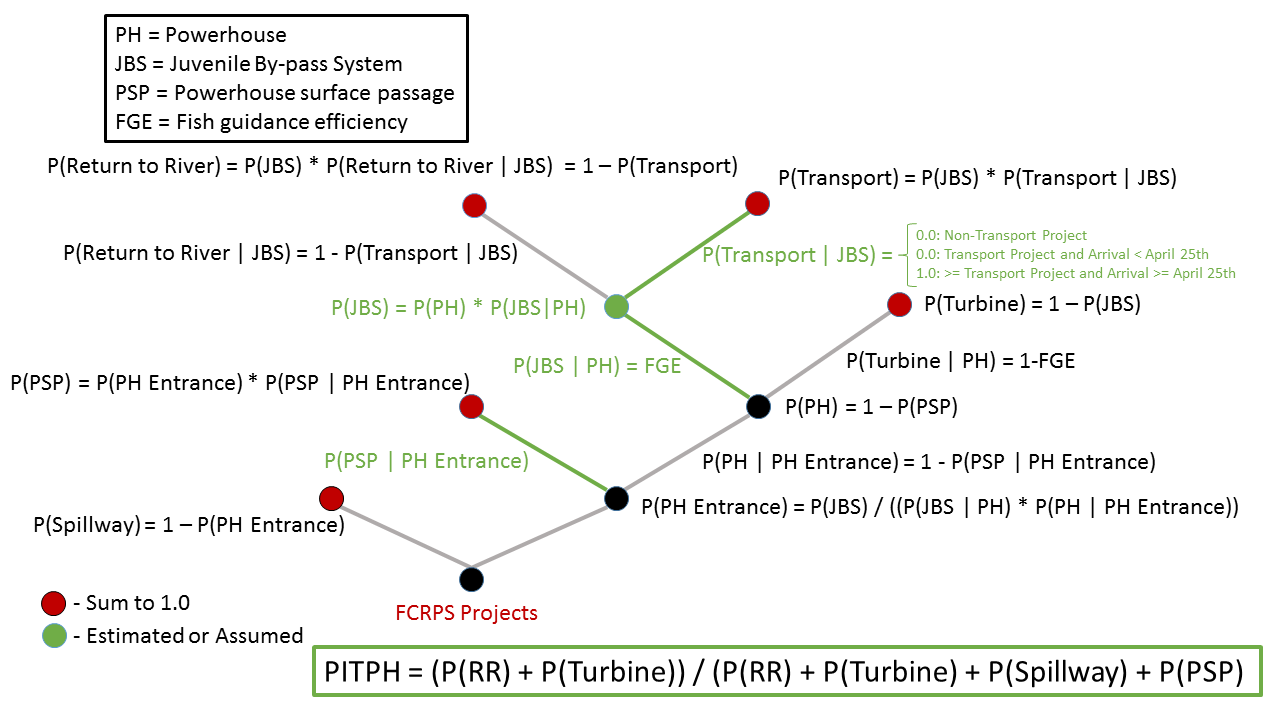 PH = Powerhouse
JBS = Juvenile By-pass System
PSP = Powerhouse surface passage
FGE = Fish guidance efficiency
P(Return to River) = P(JBS) * P(Return to River | JBS) = 1 – P(Transport)
P(Transport) = P(JBS) * P(Transport | JBS)
P(Return to River | JBS) = 1 - P(Transport | JBS)
P(Transport | JBS) =
0.0: Non-Transport Project
0.0: Transport Project and Arrival < April 25th
1.0: >= Transport Project and Arrival >= April 25th
P(JBS) = P(PH) * P(JBS|PH)
P(Turbine) = 1 – P(JBS)
P(JBS | PH) = FGE
P(Turbine | PH) = 1-FGE
P(PSP) = P(PH Entrance) * P(PSP | PH Entrance)
P(PH) = 1 – P(PSP)
P(PSP | PH Entrance)
P(PH | PH Entrance) = 1 - P(PSP | PH Entrance)
P(PH Entrance) = P(JBS) / ((P(JBS | PH) * P(PH | PH Entrance))
P(Spillway) = 1 – P(PH Entrance)
- Sum to 1.0
FCRPS Projects
- Estimated or Assumed
PITPH = (P(RR) + P(Turbine)) / (P(RR) + P(Turbine) + P(Spillway) + P(PSP)